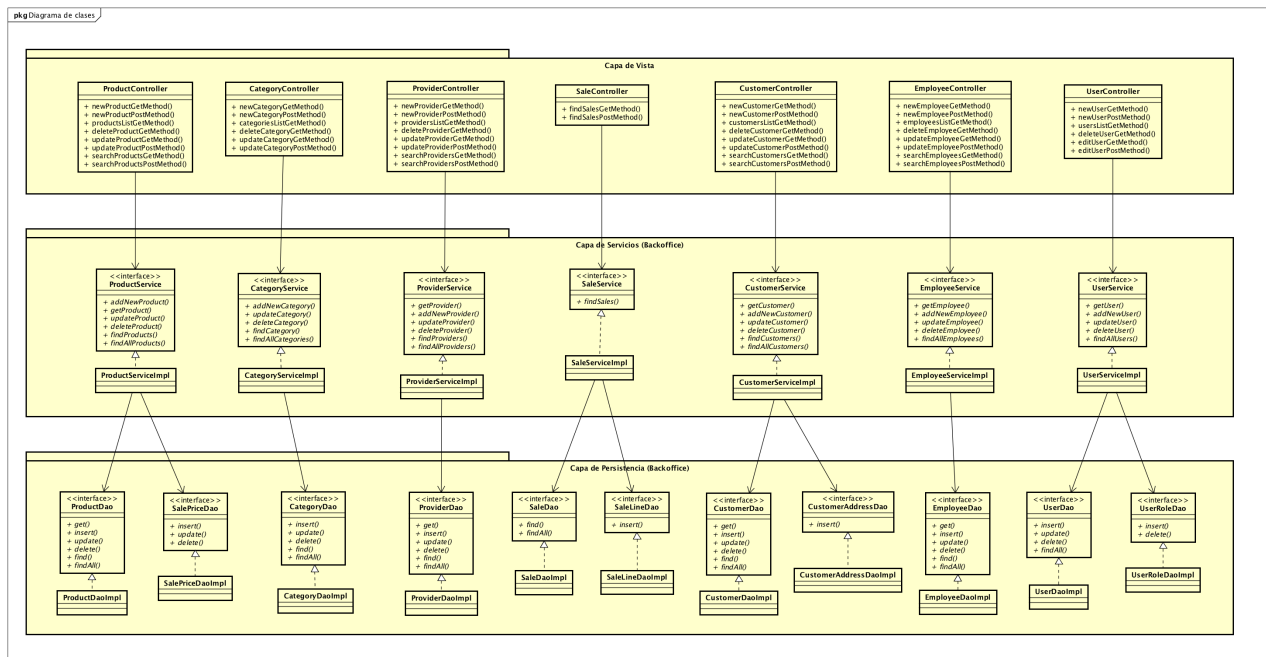 pkg Diagrama de clases
Capa de Vista
ProductController
+ newProductGetMethod()
+ newProductPostMethod()
+ productsListGetMethod()
+ deleteProductGetMethod()
+ updateProductGetMethod()
+ updateProductPostMethod()
+ searchProductsGetMethod()
+ searchProductsPostMethod()
CategoryController
+ newCategoryGetMethod()
+ newCategoryPostMethod()
+ categoriesListGetMethod()
+ deleteCategoryGetMethod()
+ updateCategoryGetMethod()
+ updateCategoryPostMethod()
ProviderController
+ newProviderGetMethod()
+ newProviderPostMethod()
+ providersListGetMethod()
+ deleteProviderGetMethod()
+ updateProviderGetMethod()
+ updateProviderPostMethod()
+ searchProvidersGetMethod()
+ searchProvidersPostMethod()
SaleController
+ findSalesGetMethod()
+ findSalesPostMethod()
CustomerController
+ newCustomerGetMethod()
+ newCustomerPostMethod()
+ customersListGetMethod()
+ deleteCustomerGetMethod()
+ updateCustomerGetMethod()
+ updateCustomerPostMethod()
+ searchCustomersGetMethod()
+ searchCustomersPostMethod()
EmployeeController
+ newEmployeeGetMethod()
+ newEmployeePostMethod()
+ employeesListGetMethod()
+ deleteEmployeeGetMethod()
+ updateEmployeeGetMethod()
+ updateEmployeePostMethod()
+ searchEmployeesGetMethod()
+ searchEmployeesPostMethod()
UserController
+ newUserGetMethod()
+ newUserPostMethod()
+ usersListGetMethod()
+ deleteUserGetMethod()
+ editUserGetMethod()
+ editUserPostMethod()
Capa de Servicios (Backoffice)
<<interface>>
ProductService
+ addNewProduct()
+ getProduct()
+ updateProduct()
+ deleteProduct()
+ findProducts()
+ findAllProducts()
ProductServiceImpl
<<interface>>
CategoryService
+ addNewCategory()
+ updateCategory()
+ deleteCategory()
+ findCategory()
+ findAllCategories()
CategoryServiceImpl
<<interface>>
ProviderService
+ getProvider()
+ addNewProvider()
+ updateProvider()
+ deleteProvider()
+ findProviders()
+ findAllProviders()
ProviderServiceImpl
<<interface>>
SaleService
+ findSales()
SaleServiceImpl
<<interface>>
CustomerService
+ getCustomer()
+ addNewCustomer()
+ updateCustomer()
+ deleteCustomer()
+ findCustomers()
+ findAllCustomers()
CustomerServiceImpl
<<interface>>
EmployeeService
+ getEmployee()
+ addNewEmployee()
+ updateEmployee()
+ deleteEmployee()
+ findAllEmployees()
EmployeeServiceImpl
<<interface>>
UserService
+ getUser()
+ addNewUser()
+ updateUser()
+ deleteUser()
+ findAllUsers()
UserServiceImpl
Capa de Persistencia (Backoffice)
<<interface>>
ProductDao
+ get()
+ insert()
+ update()
+ delete()
+ find()
+ findAll()
ProductDaoImpl
<<interface>>
SalePriceDao
+ insert()
+ update()
+ delete()
SalePriceDaoImpl
<<interface>>
CategoryDao
+ insert()
+ update()
+ delete()
+ find()
+ findAll()
CategoryDaoImpl
<<interface>>
ProviderDao
+ get()
+ insert()
+ update()
+ delete()
+ find()
+ findAll()
ProviderDaoImpl
<<interface>>
SaleDao
+ find()
+ findAll()
SaleDaoImpl
<<interface>>
SaleLineDao
+ insert()
SaleLineDaoImpl
<<interface>>
CustomerDao
+ get()
+ insert()
+ update()
+ delete()
+ find()
+ findAll()
CustomerDaoImpl
<<interface>>
CustomerAddressDao
+ insert()
CustomerAddressDaoImpl
<<interface>>
EmployeeDao
+ get()
+ insert()
+ update()
+ delete()
+ find()
+ findAll()
EmployeeDaoImpl
<<interface>>
UserDao
+ insert()
+ update()
+ delete()
+ findAll()
UserDaoImpl
<<interface>>
UserRoleDao
+ insert()
+ delete()
UserRoleDaoImpl